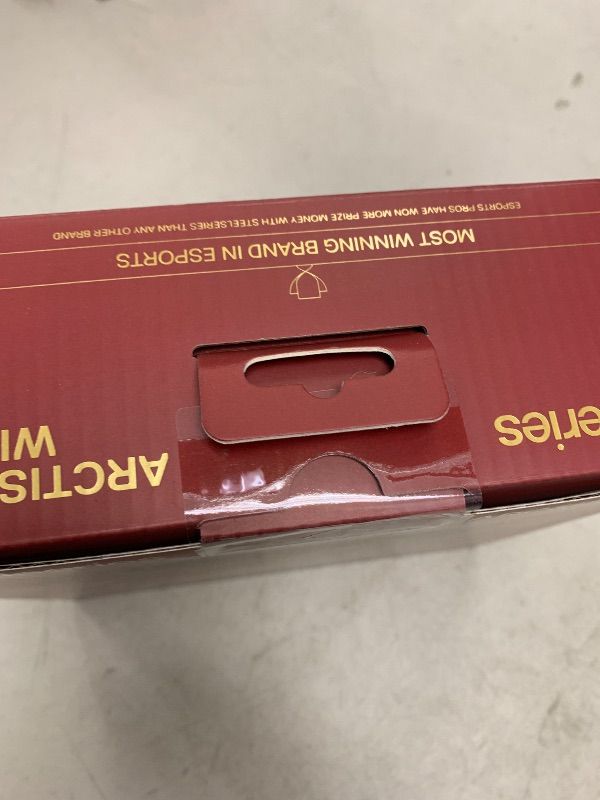 eries
ARCTIS
WI
MOST WINNING BRAND IN ESPORTS
ESPORTS PROS HAVE WON MORE PRIZE MONEY WITH STEELSERIES THAN ANY OTHER BRAND